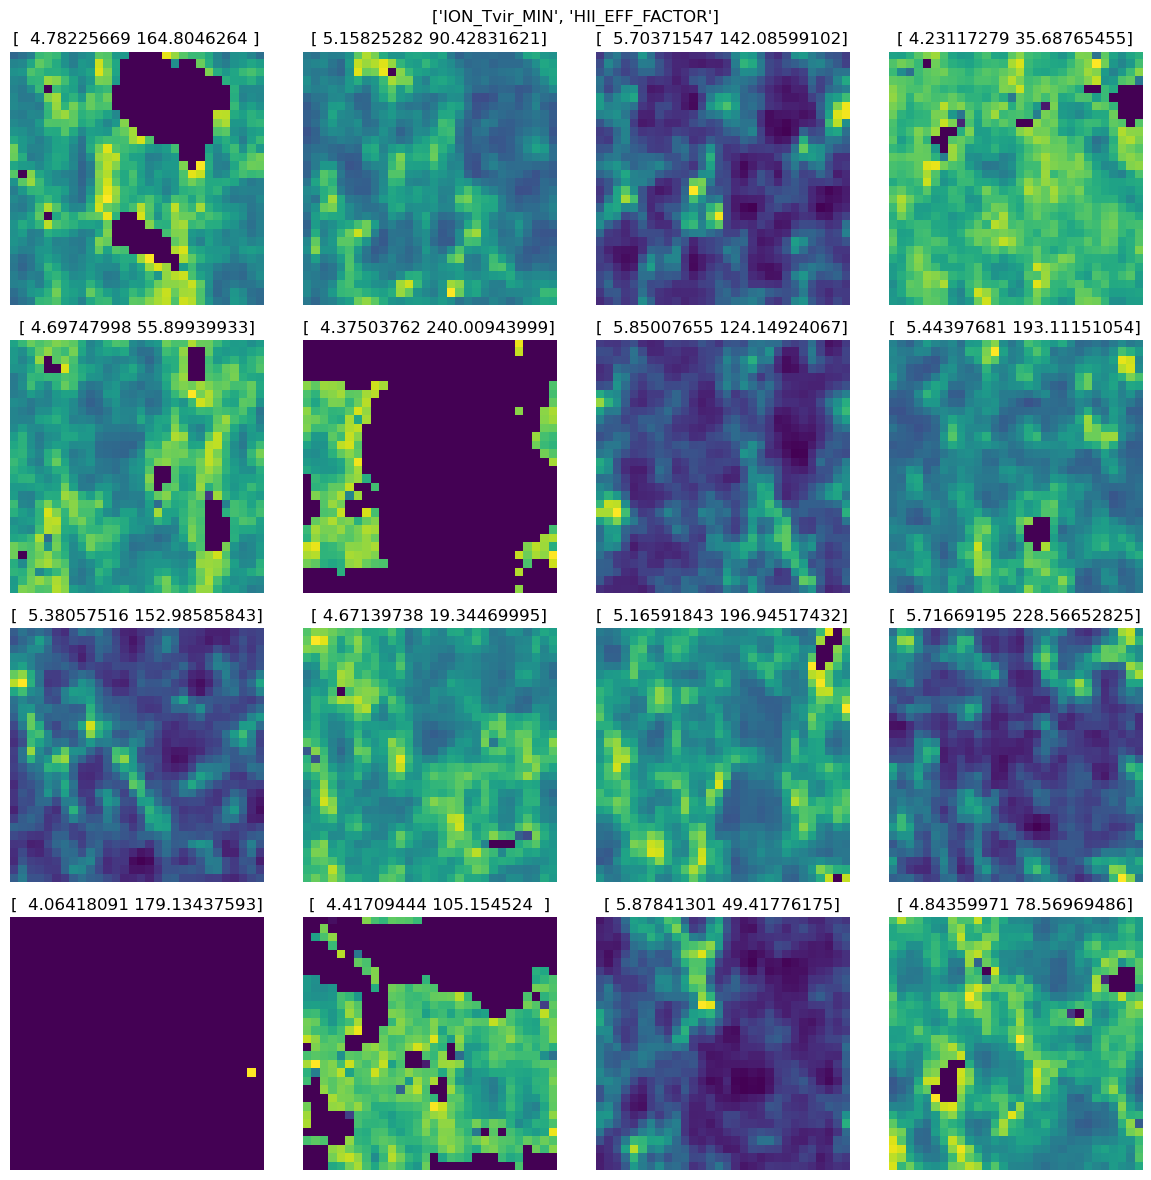 ['ION_Tvir_MIN', 'HII_EFF_FACTOR']
[  4.78225669 164.8046264 ]
[ 5.15825282 90.42831621]
[  5.70371547 142.08599102]
[ 4.23117279 35.68765455]
[ 4.69747998 55.89939933]
[  4.37503762 240.00943999]
[  5.85007655 124.14924067]
[  5.44397681 193.11151054]
[  5.38057516 152.98585843]
[ 4.67139738 19.34469995]
[  5.16591843 196.94517432]
[  5.71669195 228.56652825]
[  4.06418091 179.13437593]
[  4.41709444 105.154524  ]
[ 5.87841301 49.41776175]
[ 4.843599971 78.56969486]